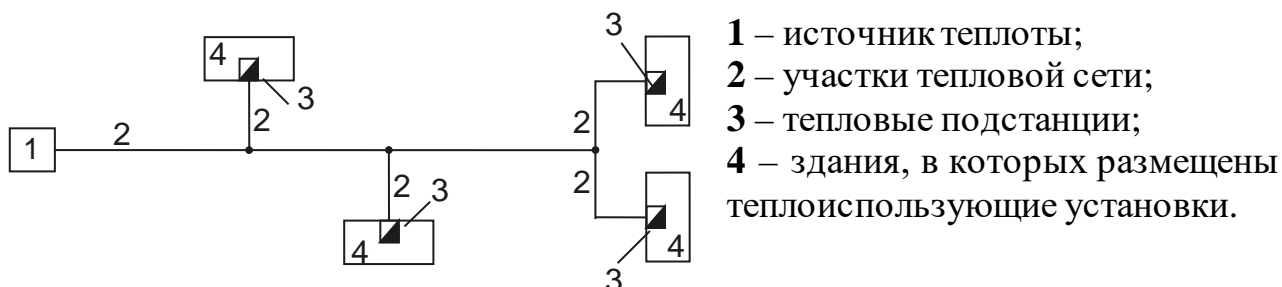 3
1 – источник теплоты;
4
2 – участки тепловой сети;
3
4
2
2
2
3 – тепловые подстанции;
1
4 – здания, в которых размещены
2
3
2
теплоиспользующие установки.
4
4
3